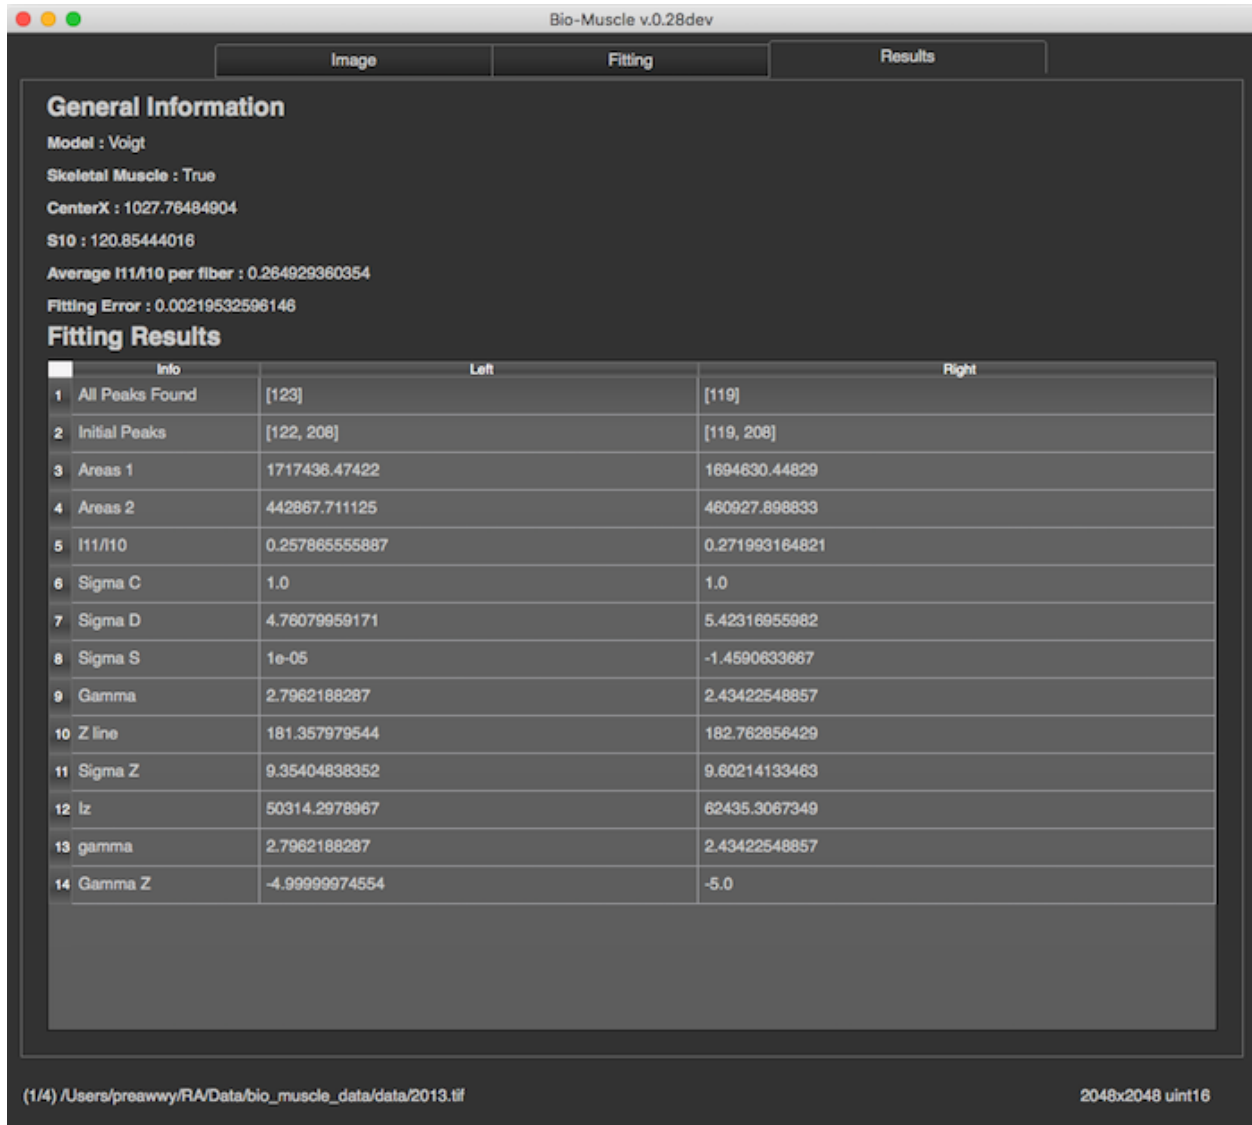 Bio-Muscle v.0.28dev
Image Fitting Results
General Information
Model : Voigt
Skeletal Muscle : True
CenterX : 1027.76484904
S10 : 120.85444016
Average I11/I10 per fiber : 0.264929360354
Fitting Error : 0.00219532596146
Fitting Results
Info Left Right
1 All Peaks Found [123] [119]
2 Initial Peaks [122, 208] [119, 208]
3 Areas 1 1717436.47422 1694630.44829
4 Areas 2 442867.711125 460927.898833
5 I11/I10 0.257865555887 0.271993164821
6 Sigma C 1.0 1.0
7 Sigma D 4.76079959171 5.42316955982
8 Sigma S 1e-05 -1.4590633667
9 Gamma 2.7962188287 2.43422548857
10 Z line 181.357979544 182.762856429
11 Sigma Z 9.35404838352 9.60214133463
12 Iz 50314.2978967 62435.3067349
13 gamma 2.7962188287 2.43422548857
14 Gamma Z -4.99999974554 -5.0
(1/4) /Users/preawwy/RA/Data/bio_muscle_data/data/2013.tif 2048x2048 uint16